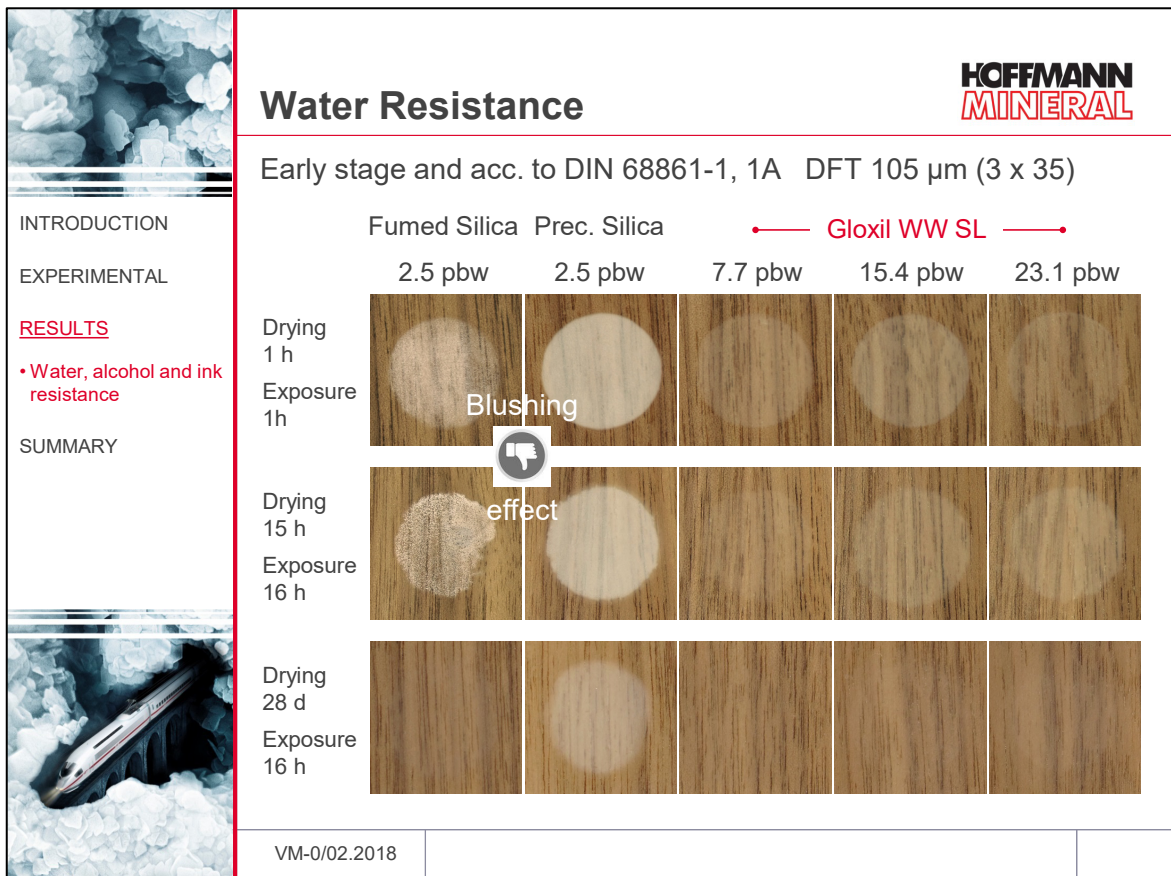 HOFFMANN
MINERAL
Water Resistance
Early stage and acc. to DIN 68861-1, 1A DFT 105 µm (3 x 35)
INTRODUCTION
EXPERIMENTAL
RESULTS
• Water, alcohol and ink
resistance
SUMMARY
Fumed Silica Prec. Silica Gloxil WW SL
2.5 pbw 2.5 pbw 7.7 pbw 15.4 pbw 23.1 pbw
Drying
1 h
Exposure
1h
Blushing
effect
Drying
15 h
Exposure
16 h
Drying
28 d
Exposure
16 h
VM-0/02.2018